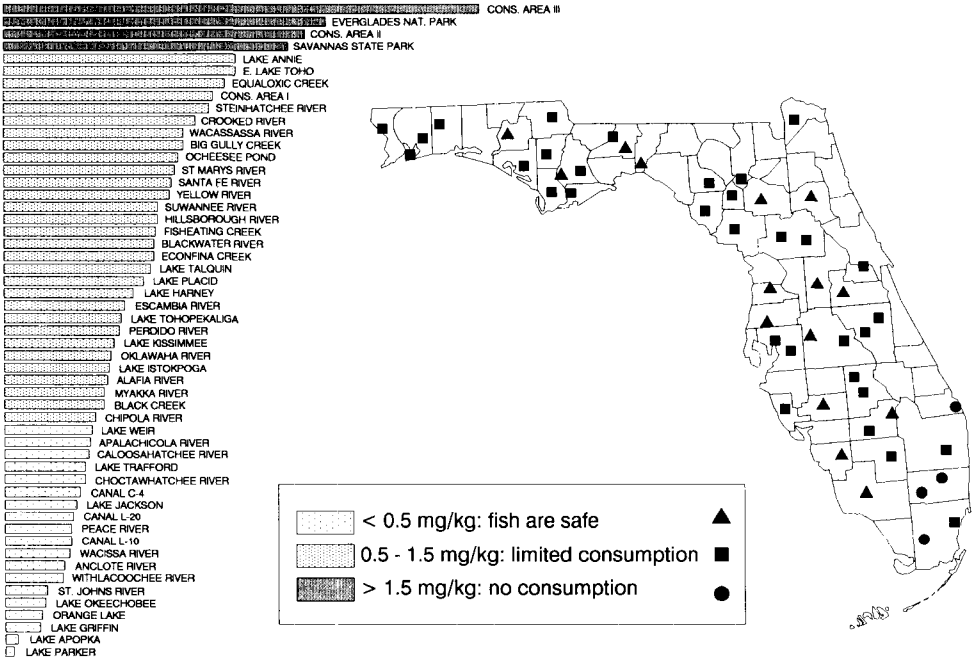 CONS. AREA III
EVERGLADES NAT. PARK
CONS. AREA II
SAVANNAS STATE PARK
LAKE ANNIE
E. LAKE TOHO
EQUALOXIC CREEK
CONS. AREA I
STEINHATCHEE RIVER
CROOKED RIVER
WACASSASSA RIVER
BIG GULLY CREEK
OCHEESEE POND
ST MARYS RIVER
SANTA FE RIVER
YELLOW RIVER
SUWANNEE RIVER
HILLSBOROUGH RIVER
FISHEATING CREEK
BLACKWATER RIVER
ECONFINA CREEK
LAKE TALQUIN
LAKE PLACID
LAKE HARNEY
ESCAMBIA RIVER
LAKE TOHOPEKALIGA
PERDIDO RIVER
LAKE KISSIMMEE
OKLAWAHA RIVER
LAKE ISTOKPOGA
ALAFIA RIVER
MYAKKA RIVER
BLACK CREEK
CHIPOLA RIVER
LAKE WEIR
APALACHICOLA RIVER
CALOOSAHATCHEE RIVER
LAKE TRAFFORD
CHOCTAWHATCHEE RIVER
CANAL C-4
LAKE JACKSON
CANAL L-20
PEACE RIVER
CANAL L-10
WACISSA RIVER
ANCLOTE RIVER
WITHLACOOCHEE RIVER
ST. JOHNS RIVER
LAKE OKEECHOBEE
ORANGE LAKE
LAKE GRIFFIN
LAKE APOPKA
LAKE PARKER
< 0.5 mg/kg: fish are safe
0.5 - 1.5 mg/kg: limited consumption
> 1.5 mg/kg: no consumption